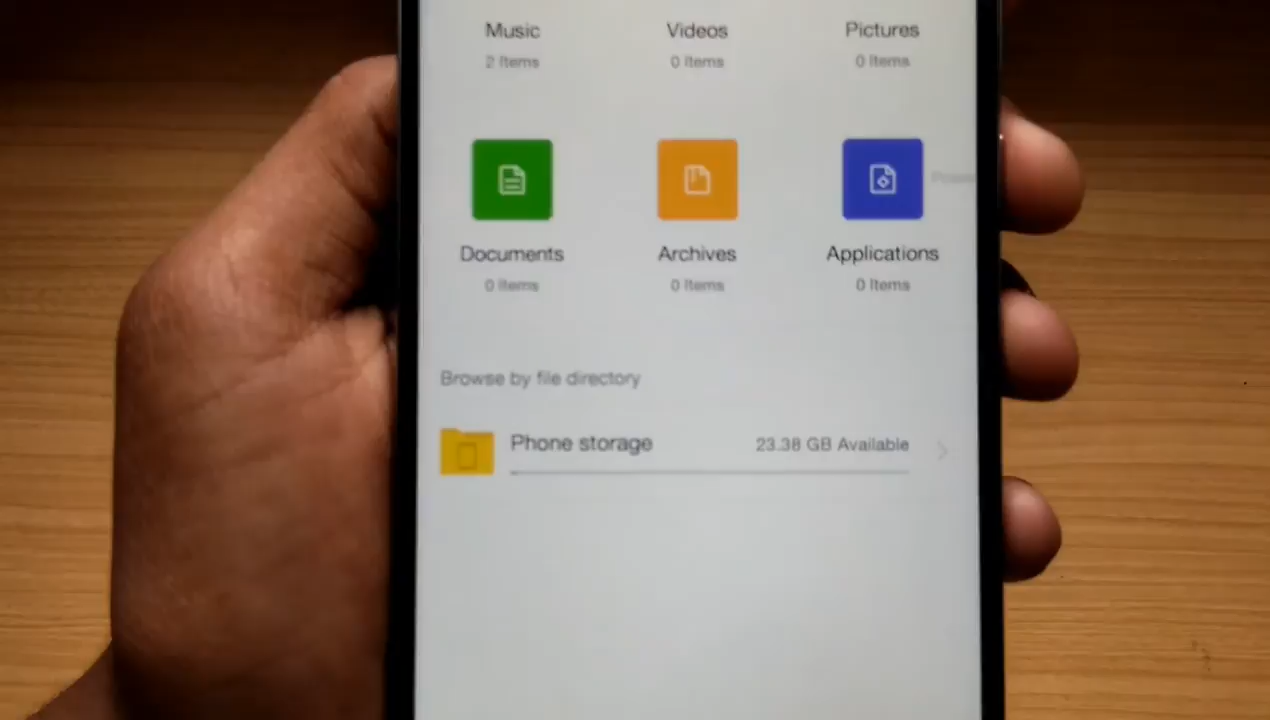 Music
Videos
Pictures
2 Items
0 Items
0 Items
Documents
Archives
Applications
0 Items
0 Items
0 Items
Browse by file directory
Phone storage
23.38 GB Available